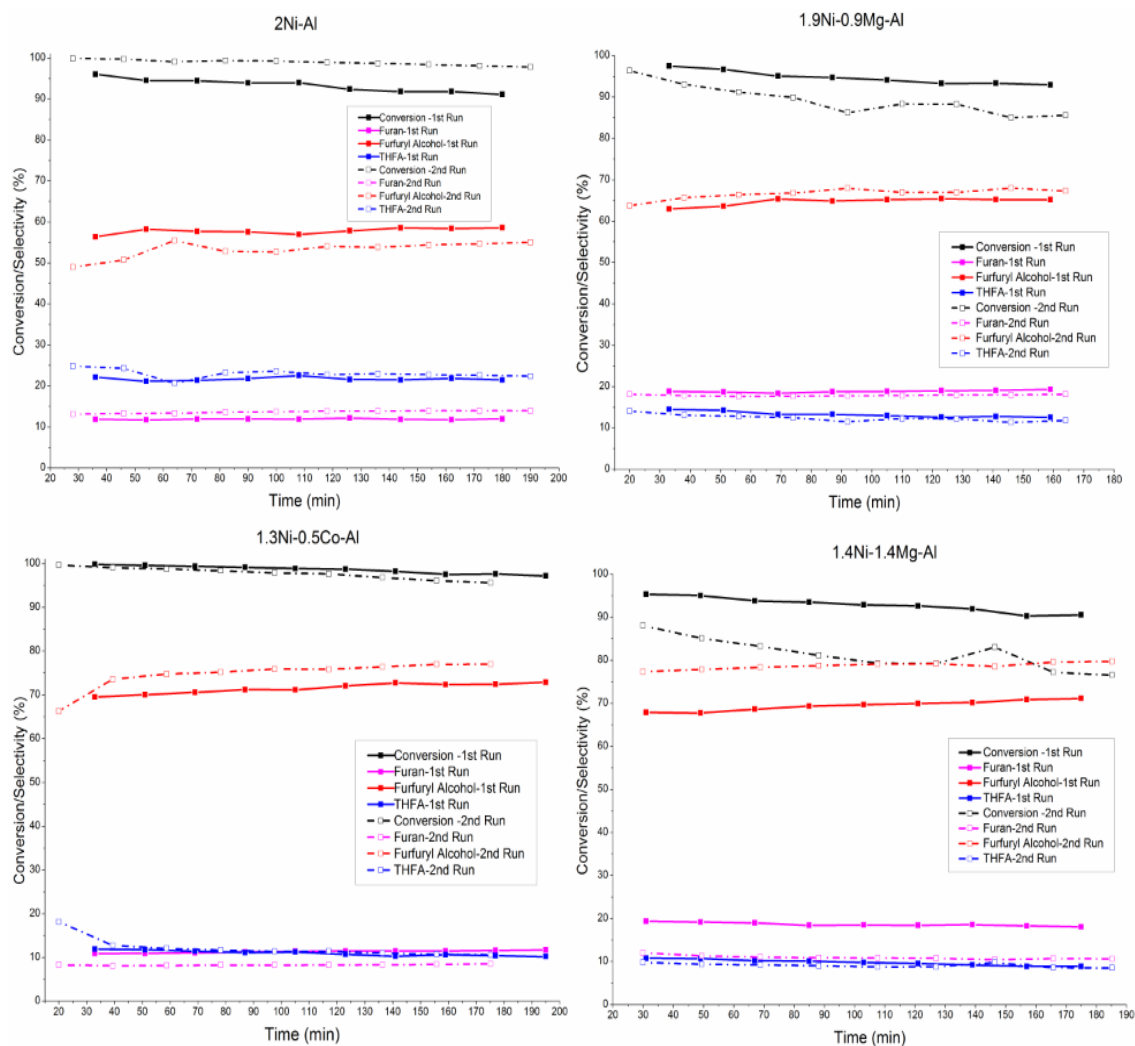 2Ni-Al
Conversion/Selectivity (%)
100
90
80
70
60
50
40
30
20
10
0
Conversion -1st Run
Furan-1st Run
Furfuryl Alcohol-1st Run
THFA-1st Run
Conversion -2nd Run
Furan-2nd Run
Furfuryl Alcohol-2nd Run
THFA-2nd Run
20 30 40 50 60 70 80 90 100 110 120 130 140 150 160 170 180 190 200
Time (min)
1.9Ni-0.9Mg-Al
Conversion/Selectivity (%)
100
90
80
70
60
50
40
30
20
10
0
Conversion -1st Run
Furan-1st Run
Furfuryl Alcohol-1st Run
THFA-1st Run
Conversion -2nd Run
Furan-2nd Run
Furfuryl Alcohol-2nd Run
THFA-2nd Run
20 30 40 50 60 70 80 90 100 110 120 130 140 150 160 170
Time (min)
1.3Ni-0.5Co-Al
Conversion/Selectivity (%)
100
90
80
70
60
50
40
30
20
10
0
Conversion -1st Run
Furan-1st Run
Furfuryl Alcohol-1st Run
THFA-1st Run
Conversion -2nd Run
Furan-2nd Run
Furfuryl Alcohol-2nd Run
THFA-2nd Run
20 30 40 50 60 70 80 90 100 110 120 130 140 150 160 170 180 190
Time (min)
1.4Ni-1.4Mg-Al
Conversion/Selectivity (%)
100
90
80
70
60
50
40
30
20
10
0
Conversion -1st Run
Furan-1st Run
Furfuryl Alcohol-1st Run
THFA-1st Run
Conversion -2nd Run
Furan-2nd Run
Furfuryl Alcohol-2nd Run
THFA-2nd Run
20 30 40 50 60 70 80 90 100 110 120 130 140 150 160 170 180 190
Time (min)